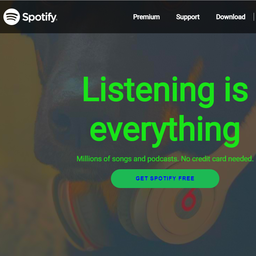 Spotify
Premium Support Download
Listening is
everything
Millions of songs and podcasts. No credit card needed.
GET SPOTIFY FREE